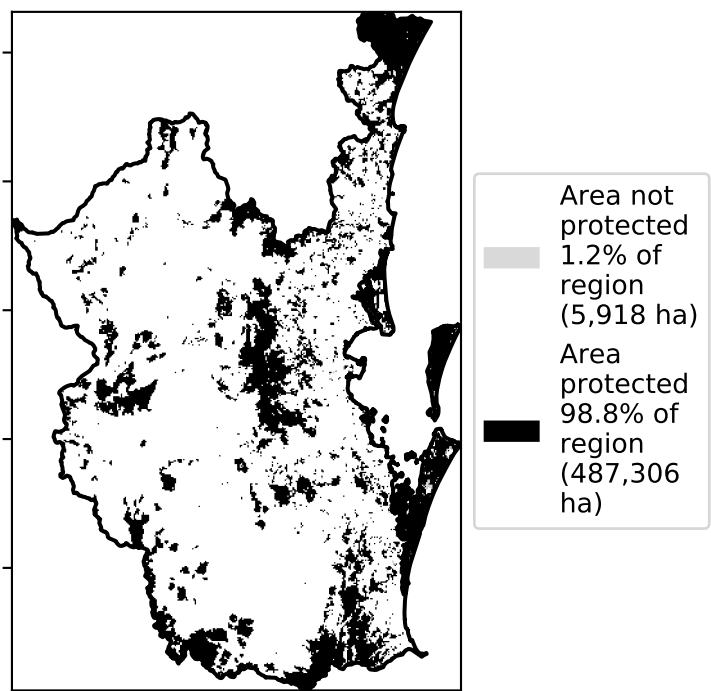 Area not
protected
1.2% of
region
(5,918 ha)
Area
protected
98.8% of
region
(487,306
ha)